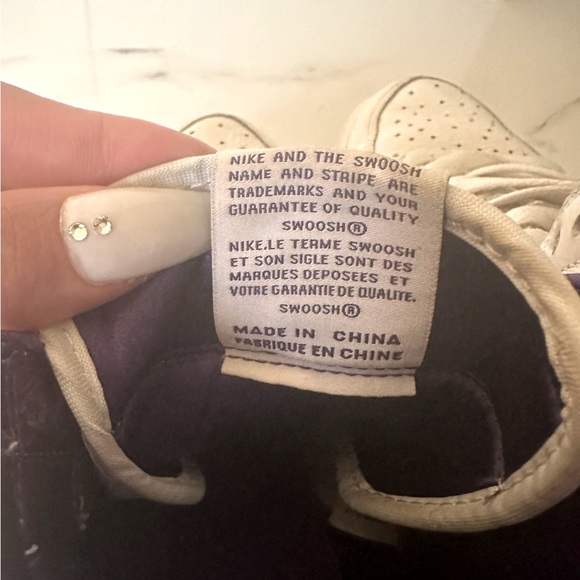 NIKE AND THE SWOOSH
NAME AND STRIPE ARE
TRADEMARKS AND YOUR
GUARANTEE OF QUALITY
SWOOSH®
NIKE.LE TERME SWOOSH
ET SON SIGLE SONT DES
MARQUES DEPOSEES ET
VOTRE GARANTIE DE QUALITE.
SWOOSH®
MADE IN CHINA
FABRIQUE EN CHINE